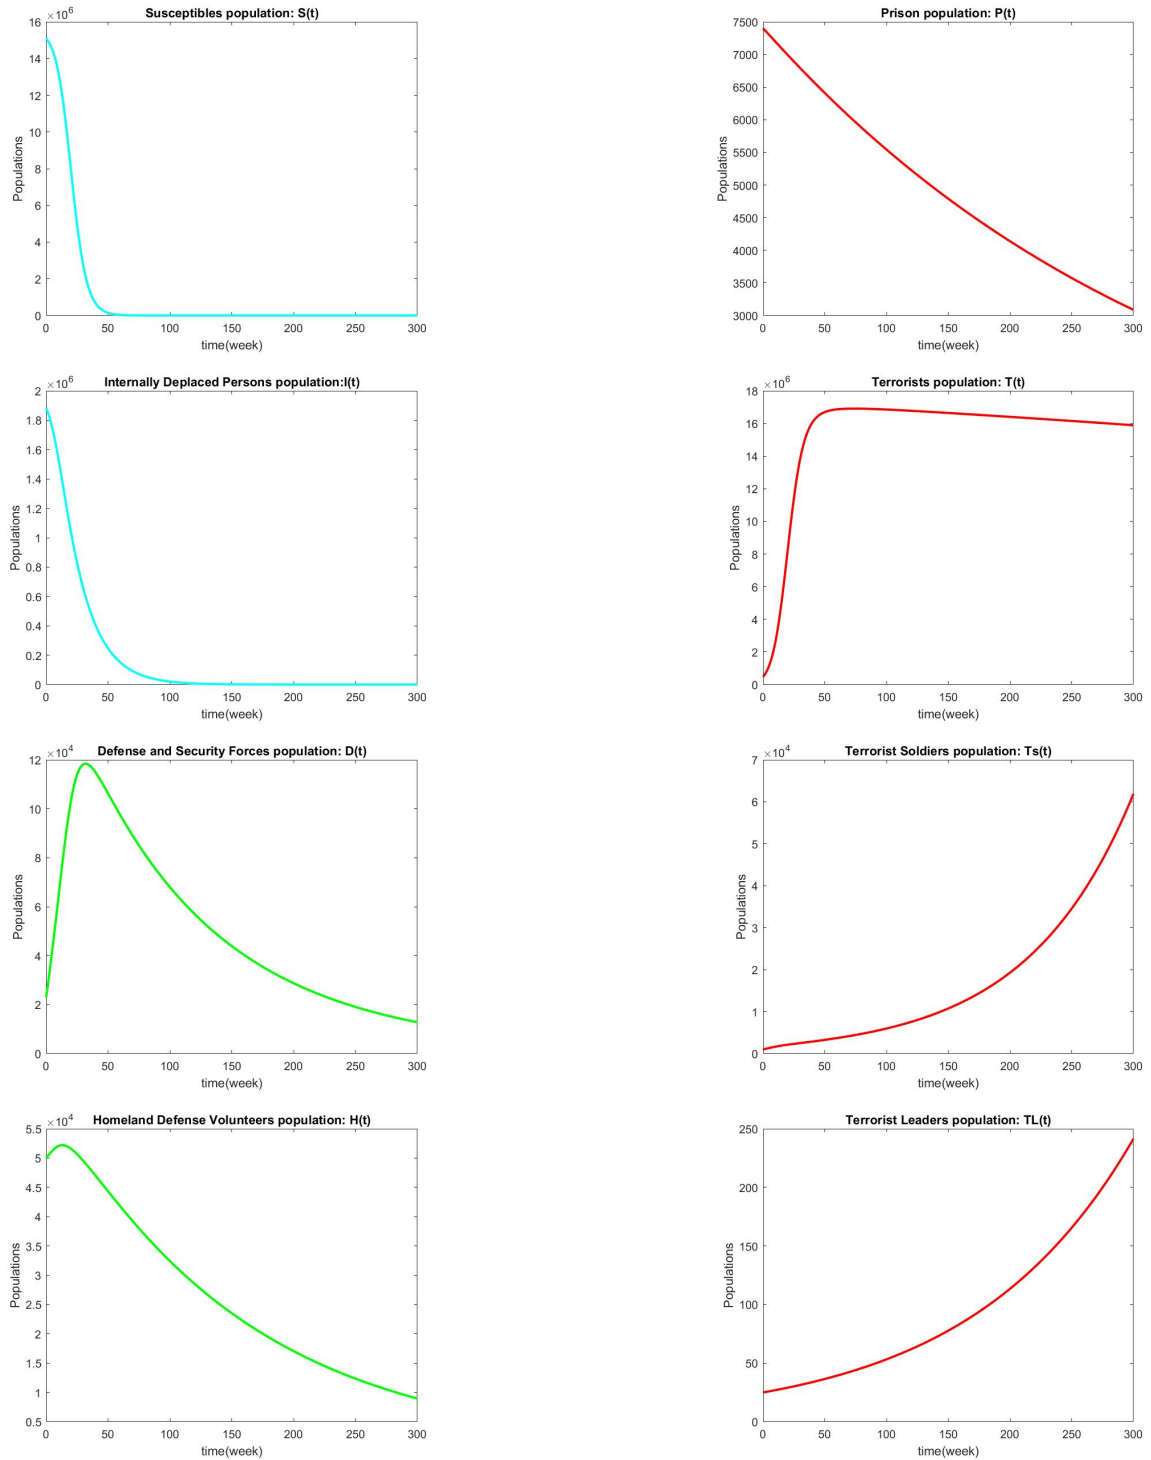 Susceptibles population: S(t)
×10^6
16
14
12
10
8
6
4
2
0
Populations
0 50 100 150 200 250 300
time(week)
Prison population: P(t)
7500
7000
6500
6000
5500
5000
4500
4000
3500
3000
Populations
0 50 100 150 200 250 300
time(week)
Internally Deplaced Persons population:I(t)
×10^6
2
1.8
1.6
1.4
1.2
1
0.8
0.6
0.4
0.2
0
Populations
0 50 100 150 200 250 300
time(week)
Terrorists population: T(t)
×10^6
18
16
14
12
10
8
6
4
2
0
Populations
0 50 100 150 200 250 300
time(week)
Defense and Security Forces population: D(t)
×10^4
12
10
8
6
4
2
0
Populations
0 50 100 150 200 250 300
time(week)
Terrorist Soldiers population: Ts(t)
×10^4
7
6
5
4
3
2
1
0
Populations
0 50 100 150 200 250 300
time(week)
Homeland Defense Volunteers population: H(t)
×10^4
5.5
5
4.5
4
3.5
3
2.5
2
1.5
1
0.5
Populations
0 50 100 150 200 250 300
time(week)
Terrorist Leaders population: TL(t)
250
200
150
100
50
0
Populations
0 50 100 150 200 250 300
time(week)